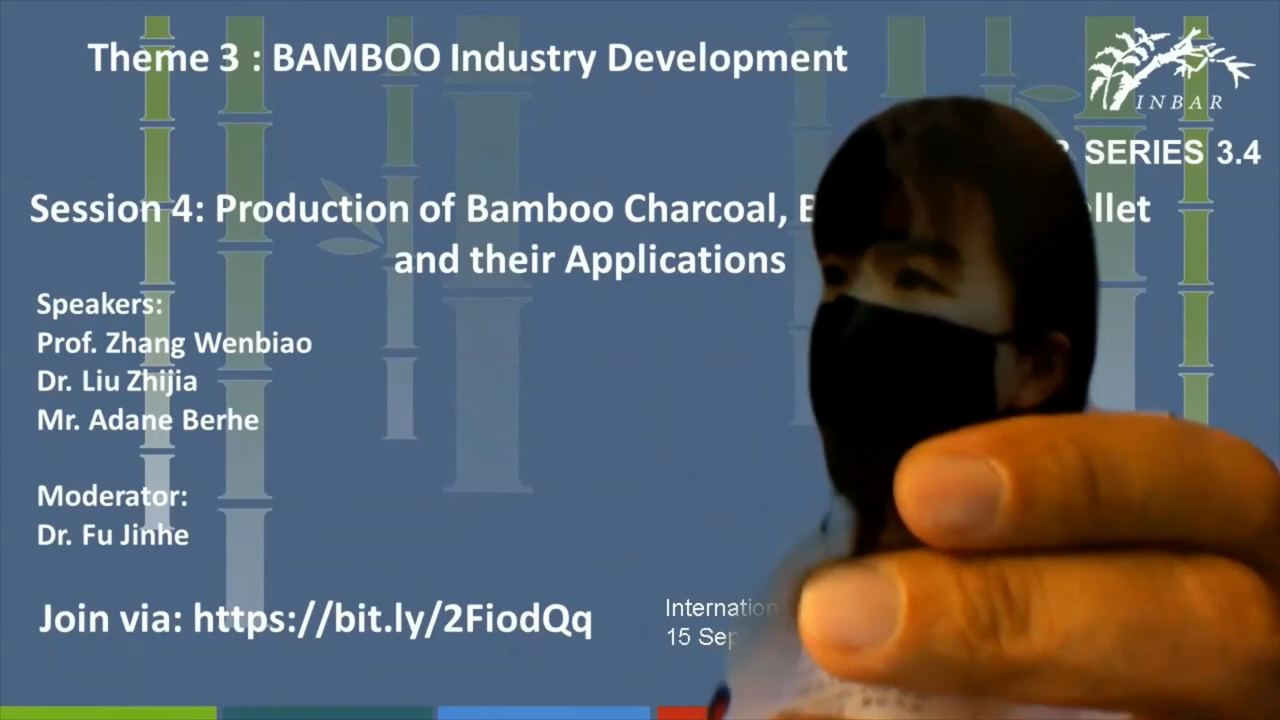 Theme 3 : BAMBOO Industry Development
INBAR
SERIES 3.4
Session 4: Production of Bamboo Charcoal,
and their Applications
Speakers:
Prof. Zhang Wenbiao
Dr. Liu Zhijia
Mr. Adane Berhe
Moderator:
Dr. Fu Jinhe
Join via: https://bit.ly/2FiodQq
15